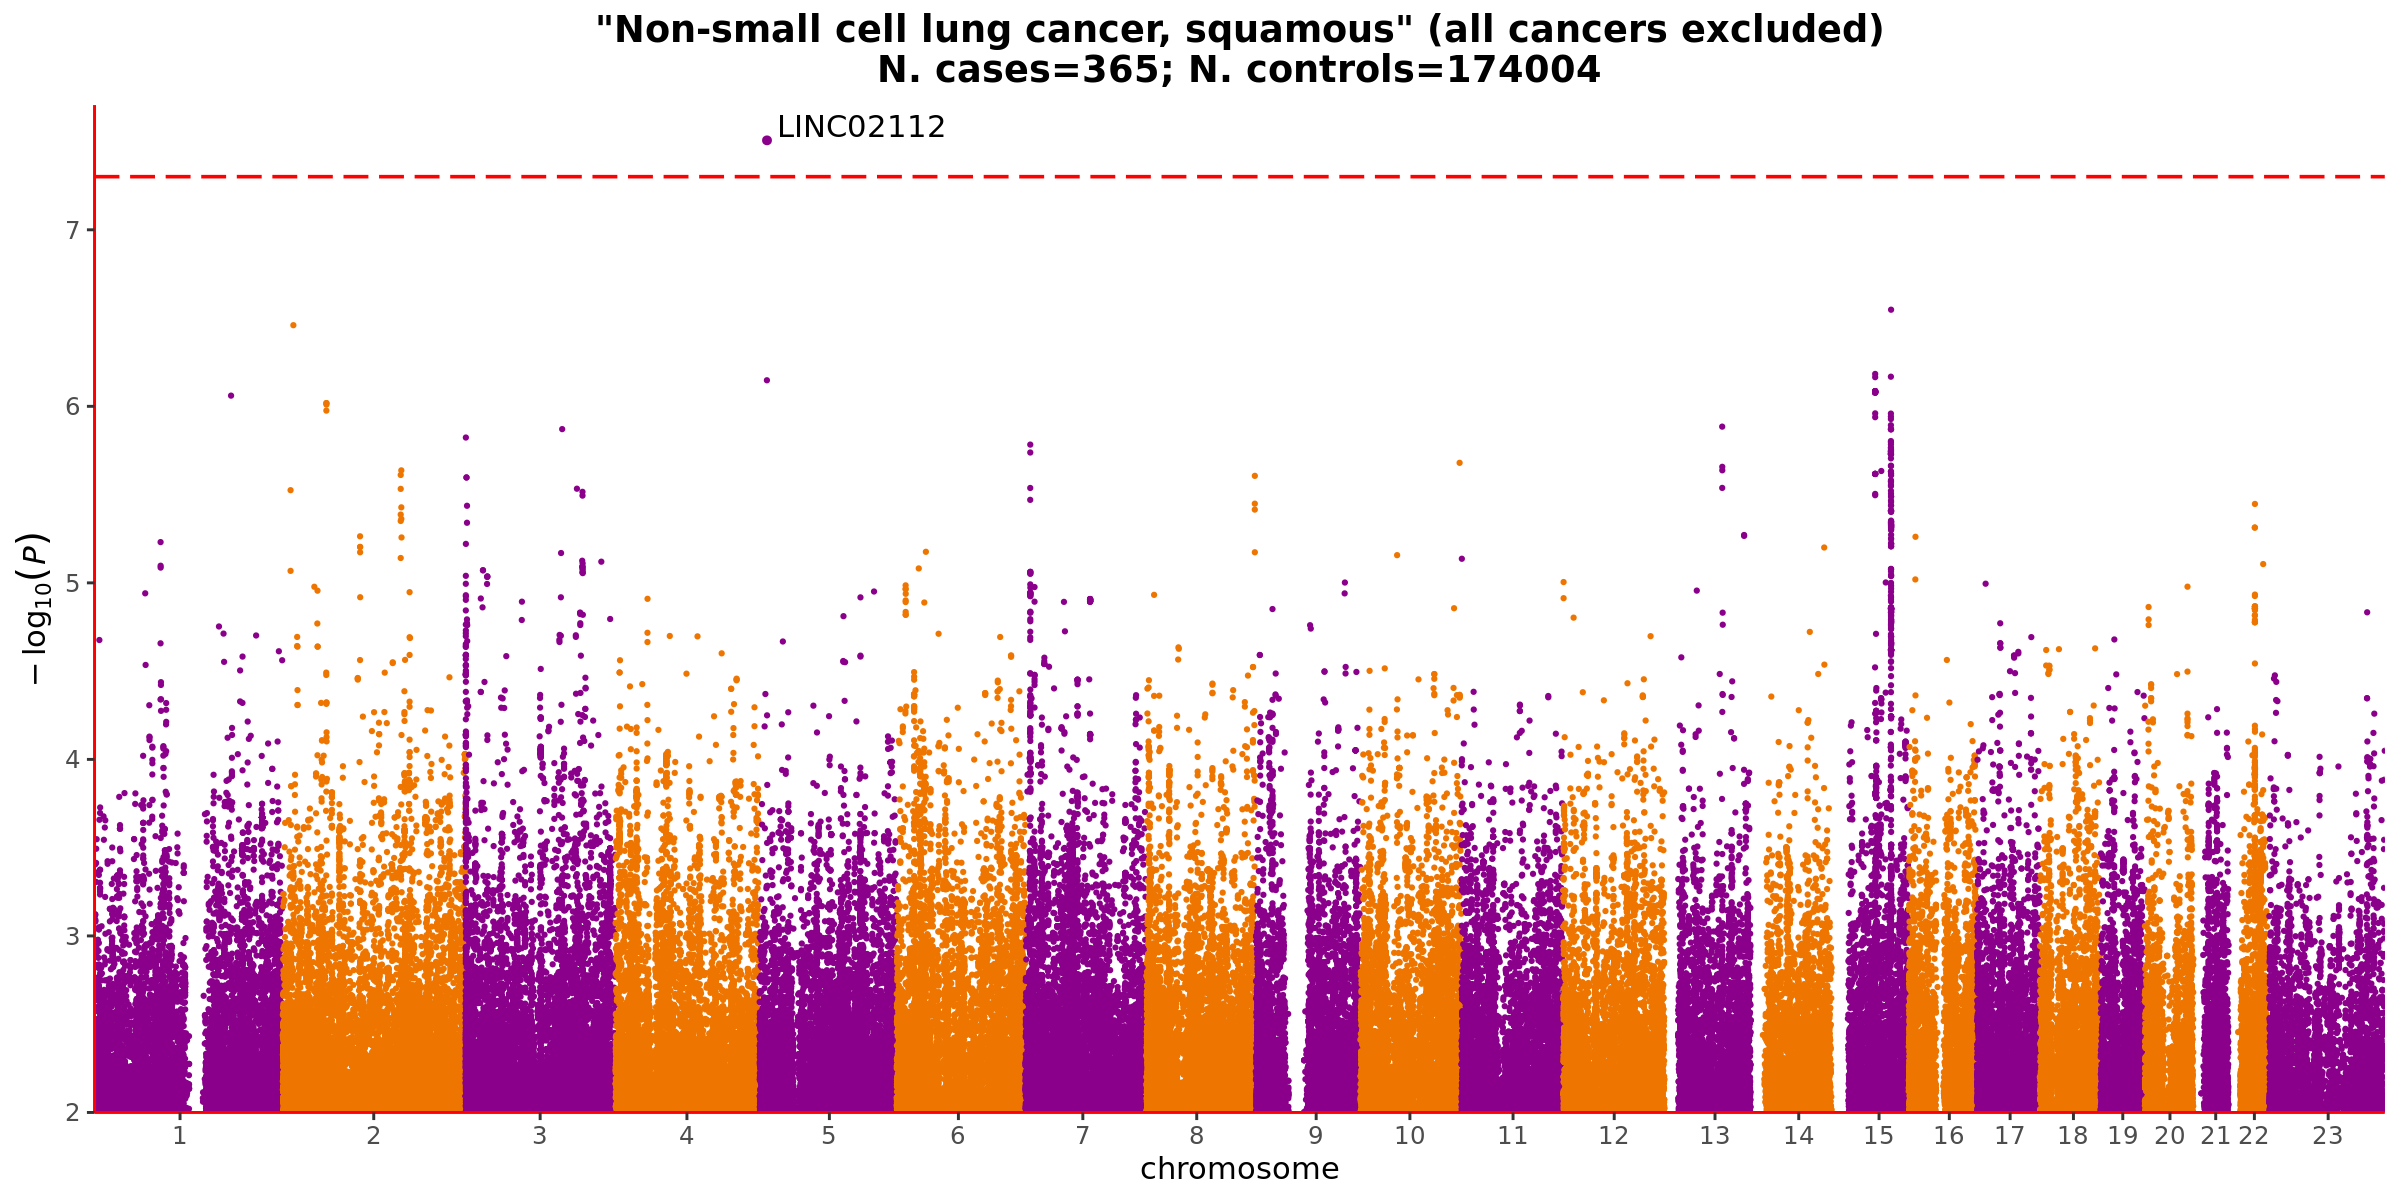 "Non-small cell lung cancer, squamous" (all cancers excluded)
N. cases=365; N. controls=174004
LINC02112
7
6
5
4
3
2
−log10(P)
1 2 3 4 5 6 7 8 9 10 11 12 13 14 15 16 17 18 19 20 21 22 23
chromosome